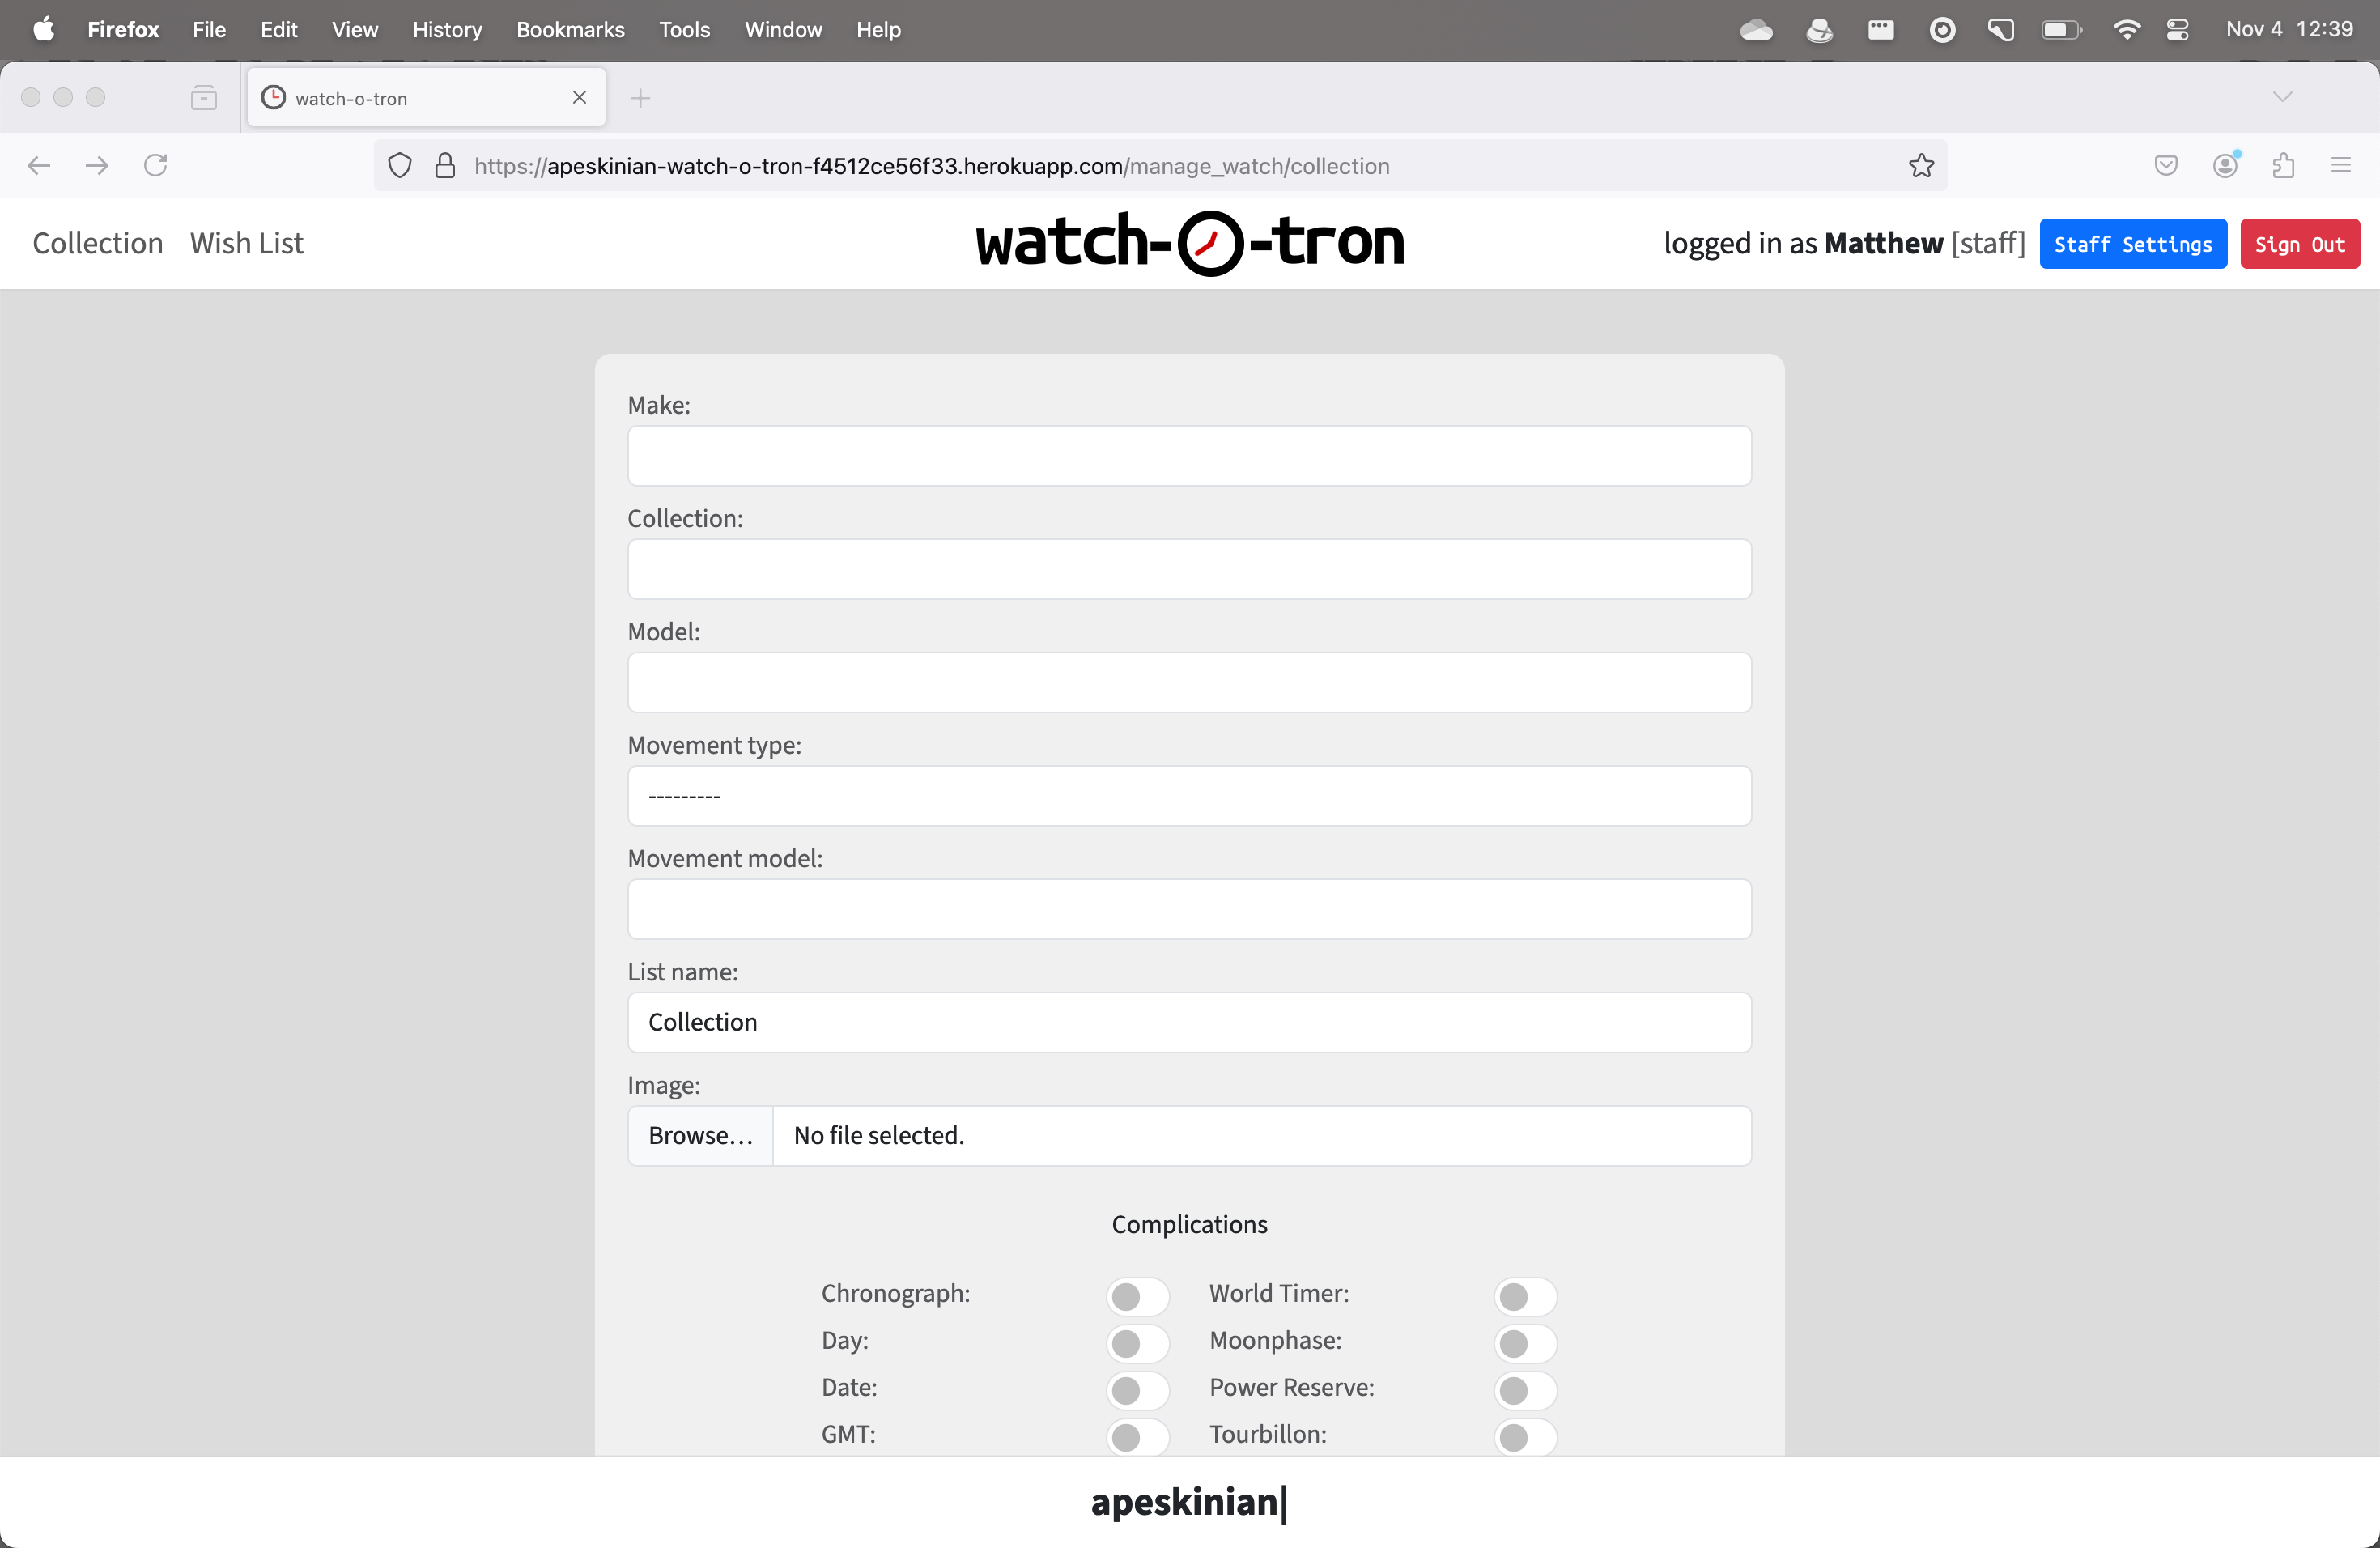 Firefox File Edit View History Bookmarks Tools Window Help Nov 4 12:39
watch-o-tron
https://apeskinian-watch-o-tron-f4512ce56f33.herokuapp.com/manage_watch/collection
Collection Wish List watch-O-tron logged in as Matthew [staff] Staff Settings Sign Out
Make:
Collection:
Model:
Movement type:
---------
Movement model:
List name:
Collection
Image:
Browse... No file selected.
Complications
Chronograph: World Timer:
Day: Moonphase:
Date: Power Reserve:
GMT: Tourbillon:
apeskinian|